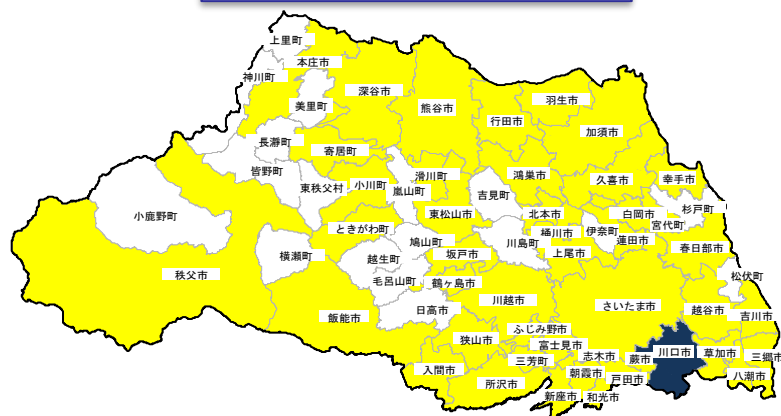 上里町
本庄市
神川町
美里町
深谷市
熊谷市
行田市
羽生市
加須市
長瀞町
皆野町
寄居町
東秩父村
小川町
嵐山町
滑川町
吉見町
鴻巣市
久喜市
幸手市
小鹿野町
ときがわ町
東松山市
北本市
桶川市
伊奈町
白岡市
蓮田市
宮代町
杉戸町
横瀬町
鳩山町
越生町
毛呂山町
坂戸市
川島町
上尾市
春日部市
松伏町
秩父市
飯能市
日高市
鶴ヶ島市
川越市
さいたま市
越谷市
吉川市
狭山市
ふじみ野市
富士見市
三芳町
志木市
蕨市
川口市
草加市
三郷市
八潮市
入間市
所沢市
朝霞市
戸田市
新座市
和光市